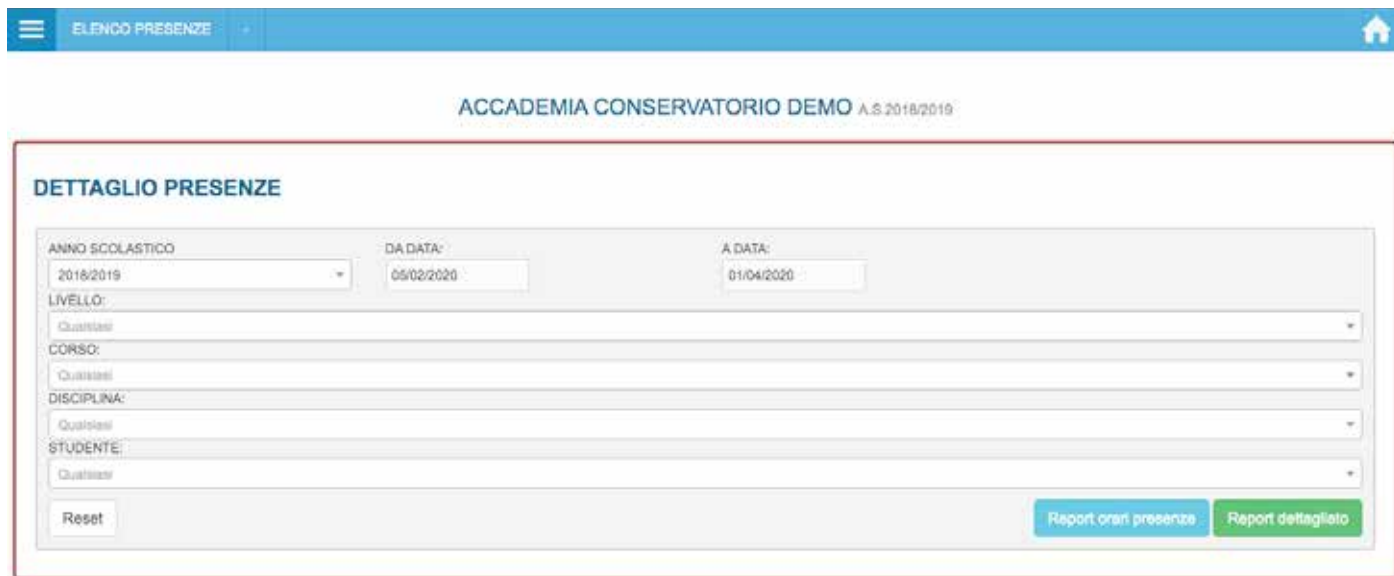 ELENCO PRESENZE
ACCADEMIA CONSERVATORIO DEMO A.S.2018/2019
DETTAGLIO PRESENZE
ANNO SCOLASTICO DA DATA: A DATA:
2018/2019 05/02/2020 01/04/2020
LIVELLO:
Qualsiasi
CORSO:
Qualsiasi
DISCIPLINA:
Qualsiasi
STUDENTE:
Qualsiasi
Reset Report orari presenze Report dettagliato